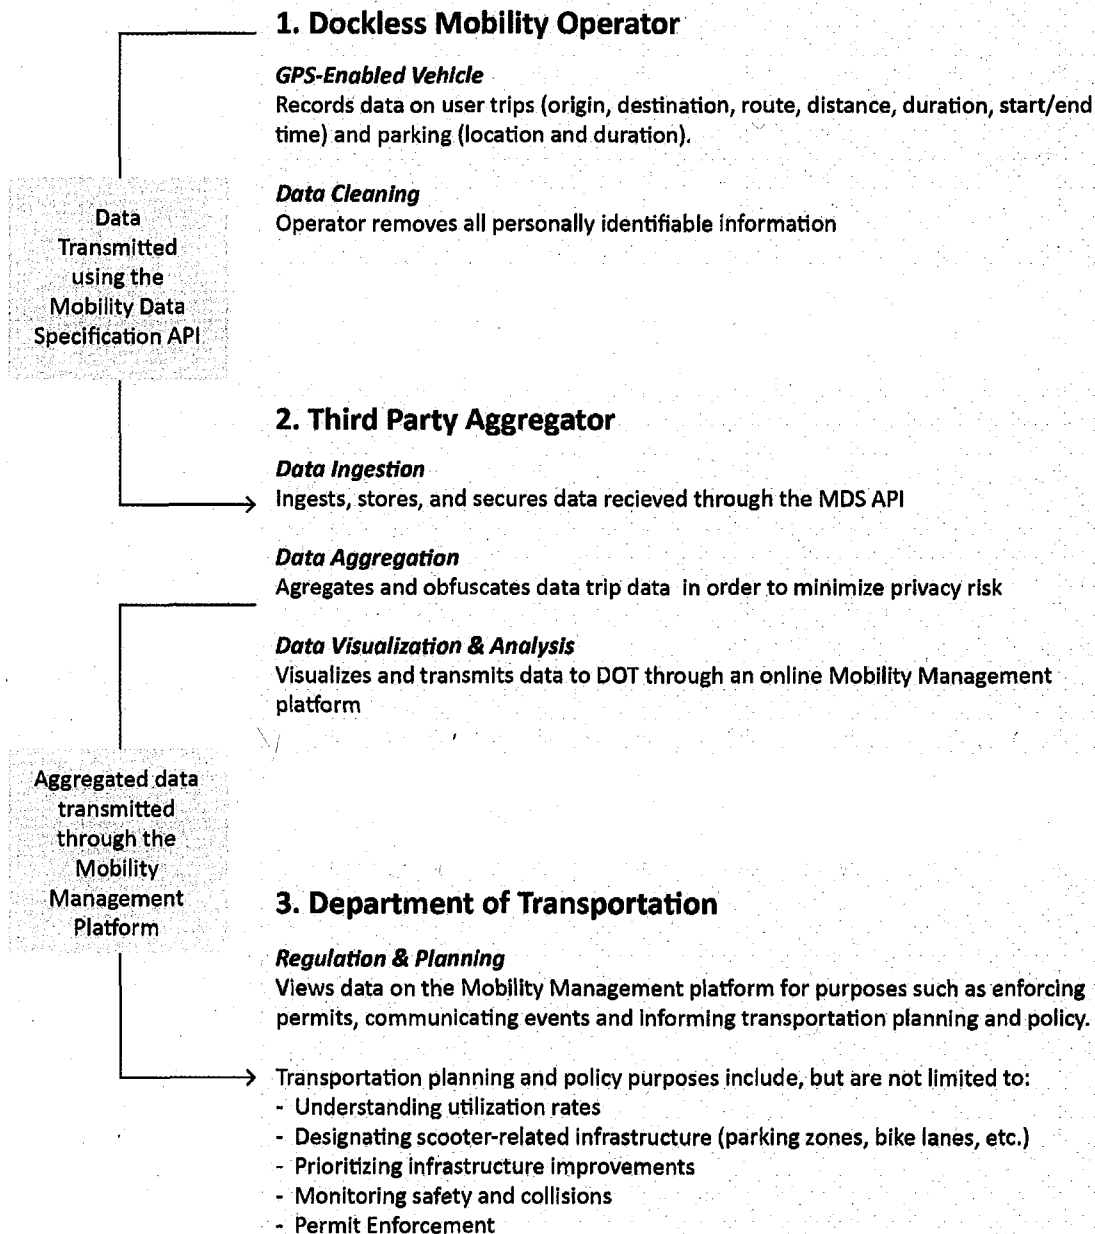 1. Dockless Mobility Operator
GPS-Enabled Vehicle
Records data on user trips (origin, destination, route, distance, duration, start/end
time) and parking (location and duration).
Data Cleaning
Operator removes all personally identifiable information
Data
Transmitted
using the
Mobility Data
Specification API
2. Third Party Aggregator
Data Ingestion
Ingests, stores, and secures data recieved through the MDS API
Data Aggregation
Agregates and obfuscates data trip data in order to minimize privacy risk
Data Visualization & Analysis
Visualizes and transmits data to DOT through an online Mobility Management
platform
Aggregated data
transmitted
through the
Mobility
Management
Platform
3. Department of Transportation
Regulation & Planning
Views data on the Mobility Management platform for purposes such as enforcing
permits, communicating events and informing transportation planning and policy.
Transportation planning and policy purposes include, but are not limited to:
- Understanding utilization rates
- Designating scooter-related infrastructure (parking zones, bike lanes, etc.)
- Prioritizing infrastructure improvements
- Monitoring safety and collisions
- Permit Enforcement